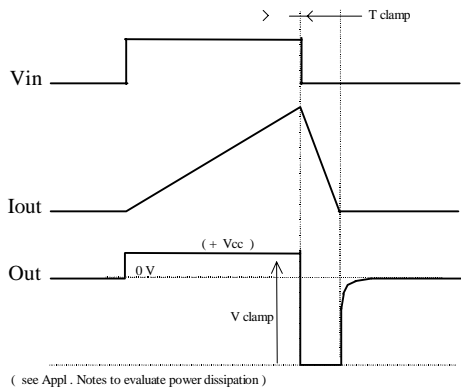 T clamp
Vin
Iout
( + Vcc )
Out
0 V
V clamp
( see Appl . Notes to evaluate power dissipation )